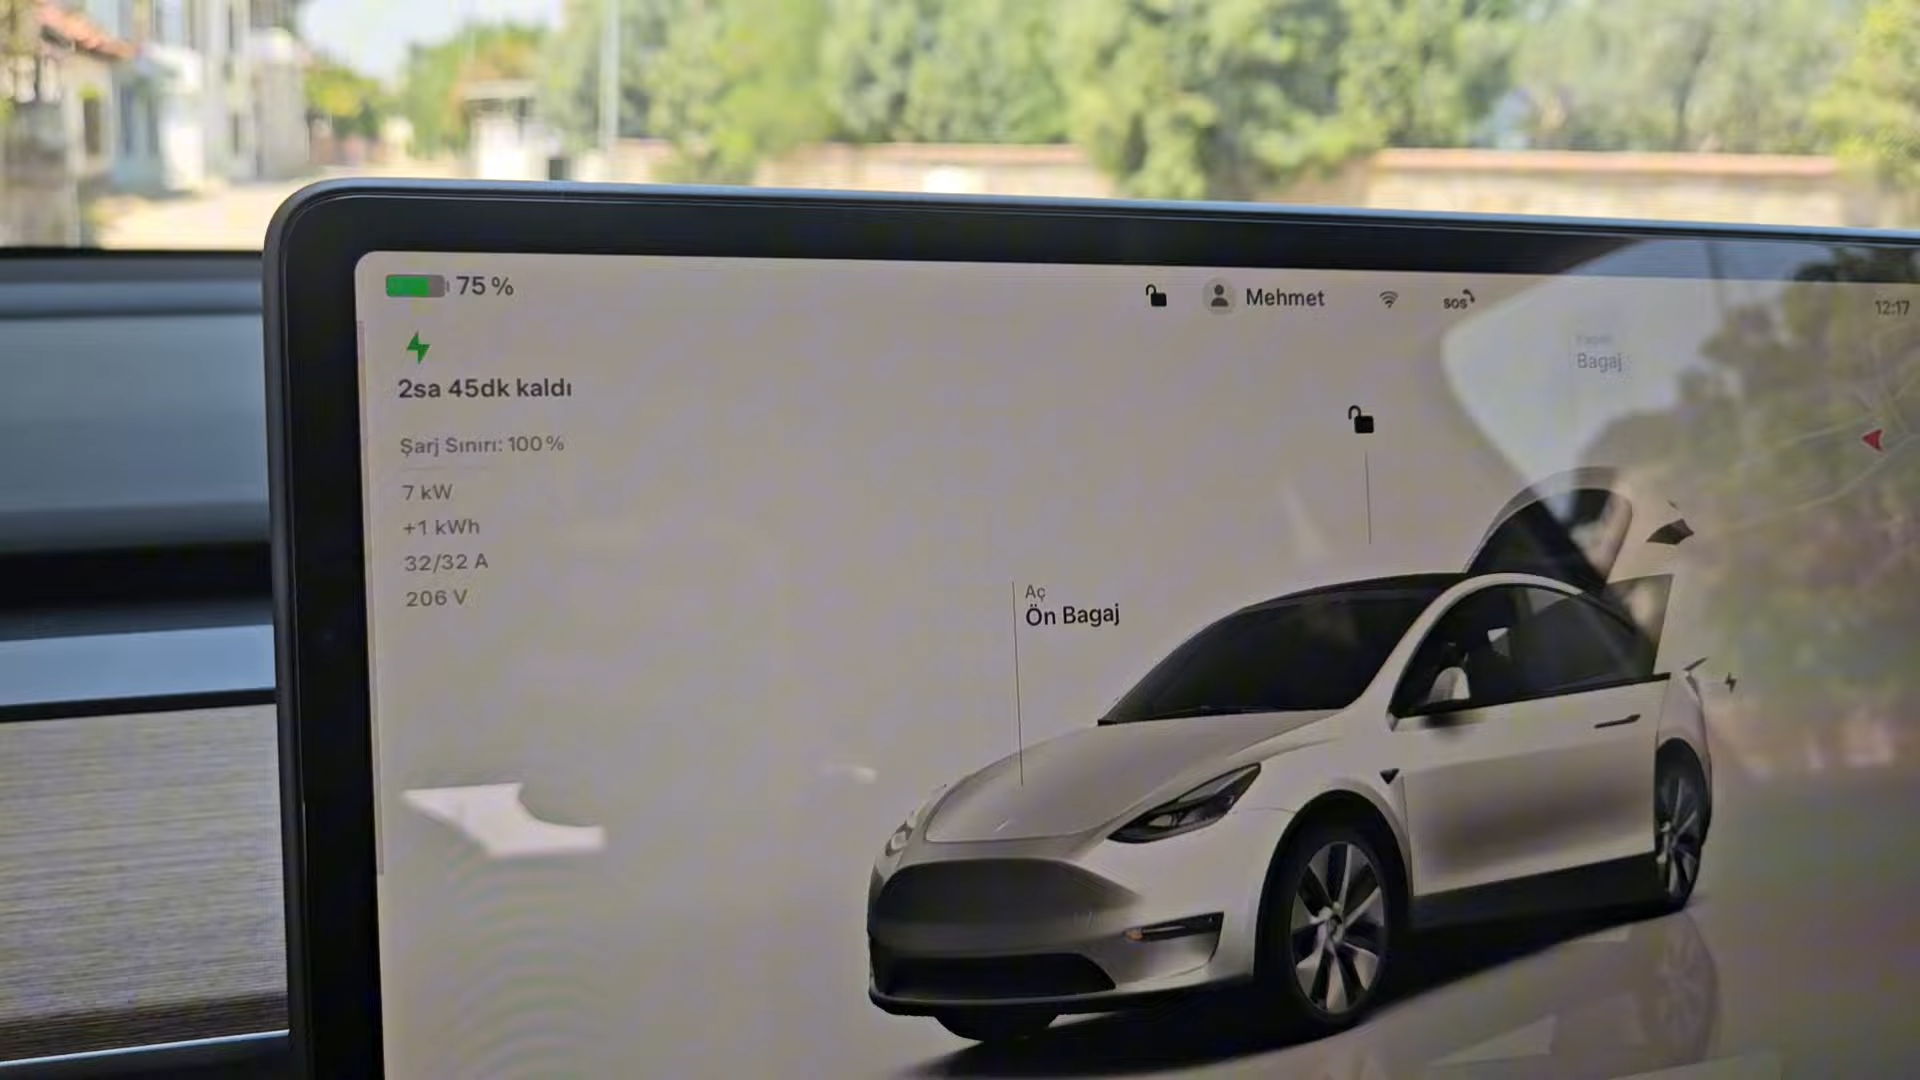 75 %
Mehmet
SOS
12:17
2sa 45dk kaldı
Şarj Sınırı: 100 %
7 kW
+1 kWh
32/32 A
206 V
Bagaj
Aç
Ön Bagaj